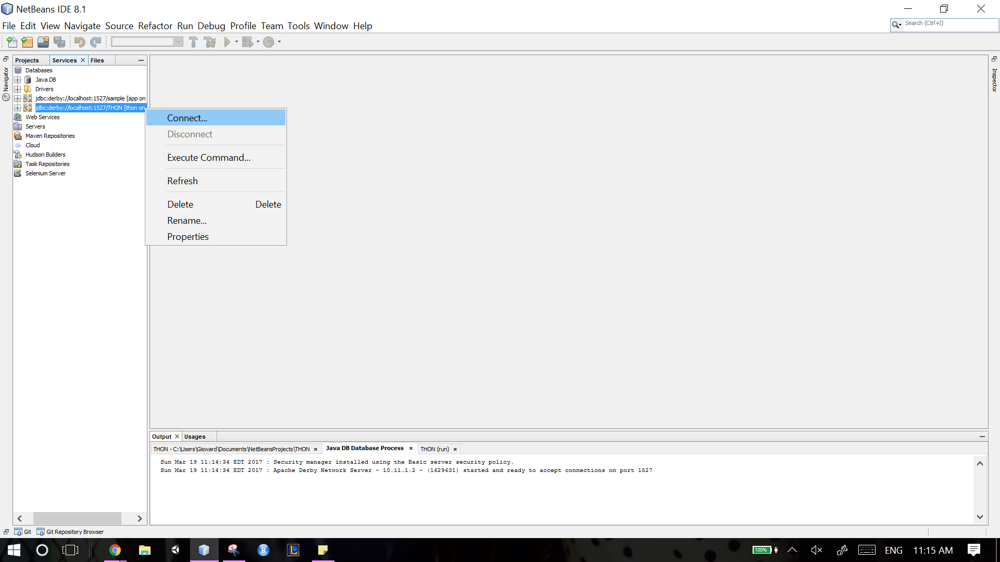 NetBeans IDE 8.1
File Edit View Navigate Source Refactor Run Debug Profile Team Tools Window Help
Search (Ctrl+I)
Projects Services Files
Navigator
Inspector
Databases
Java DB
Drivers
jdbc:derby://localhost:1527/sample [app on
jdbc:derby://localhost:1527/THON [thon on
Web Services
Servers
Maven Repositories
Cloud
Hudson Builders
Task Repositories
Selenium Server
Connect...
Disconnect
Execute Command...
Refresh
Delete Delete
Rename...
Properties
Output Usages
THON - C:\Users\Gisward\Documents\NetBeansProjects\THON Java DB Database Process THON (run)
Sun Mar 19 11:14:34 EDT 2017 : Security manager installed using the Basic server security policy.
Sun Mar 19 11:14:34 EDT 2017 : Apache Derby Network Server - 10.11.1.2 - (1629631) started and ready to accept connections on port 1527
Git Git Repository Browser
R L 100% ENG 11:15 AM